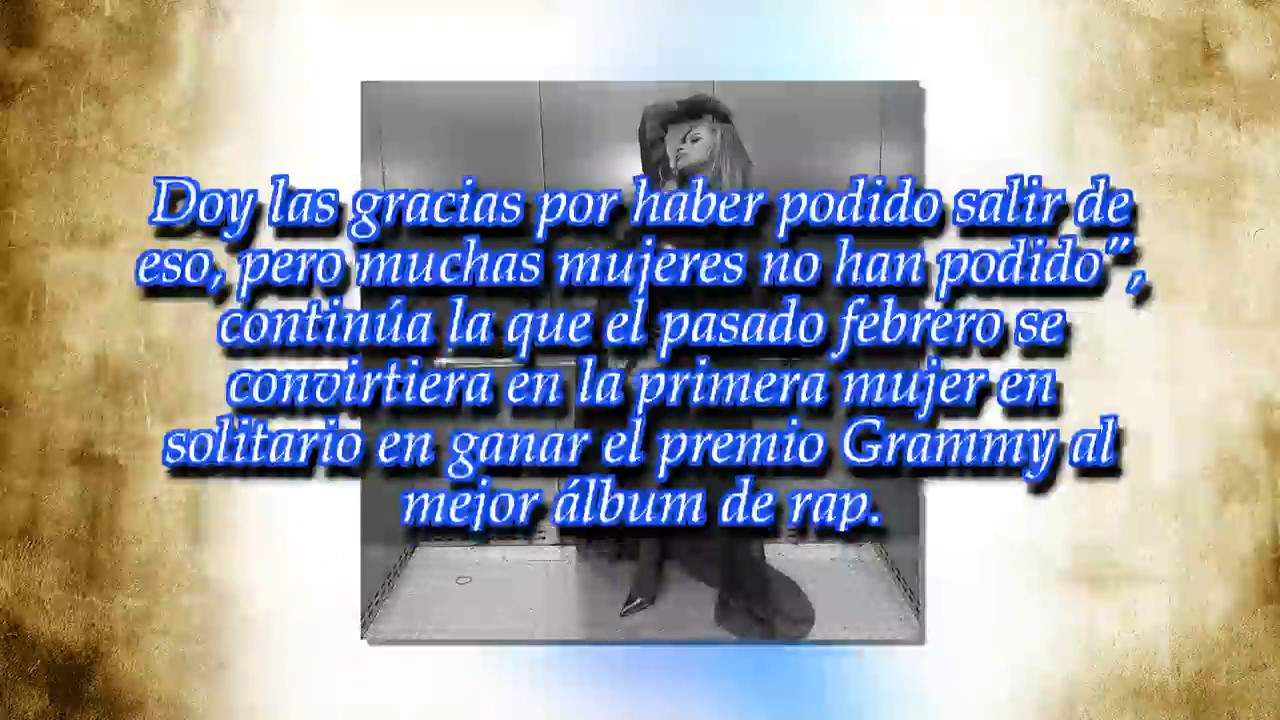 Doy las gracias por haber podido salir de
eso, pero muchas mujeres no han podido”,
continúa la que el pasado febrero se
convirtiera en la primera mujer en
solitario en ganar el premio Grammy al
mejor álbum de rap.